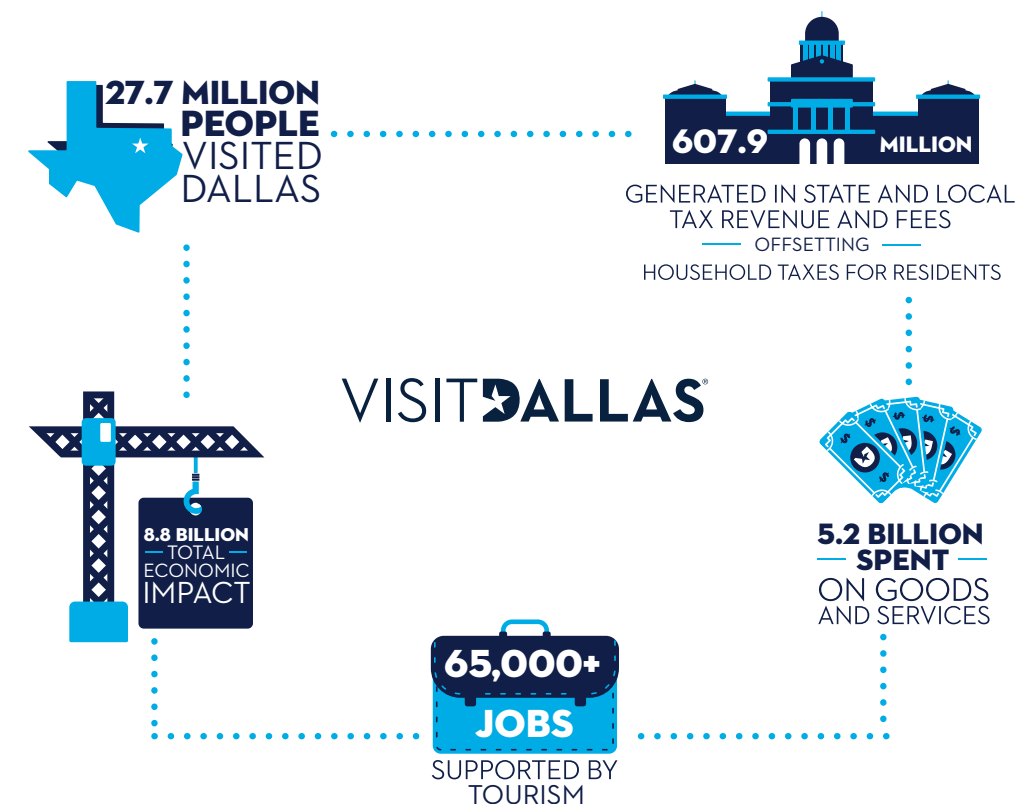 27.7 MILLION
PEOPLE
VISITED
DALLAS
607.9 MILLION
GENERATED IN STATE AND LOCAL
TAX REVENUE AND FEES
OFFSETTING
HOUSEHOLD TAXES FOR RESIDENTS
VISITDALLAS®
8.8 BILLION
TOTAL
ECONOMIC
IMPACT
$ $ $ $ $
$
5.2 BILLION
SPENT
ON GOODS
AND SERVICES
65,000+
JOBS
SUPPORTED BY
TOURISM